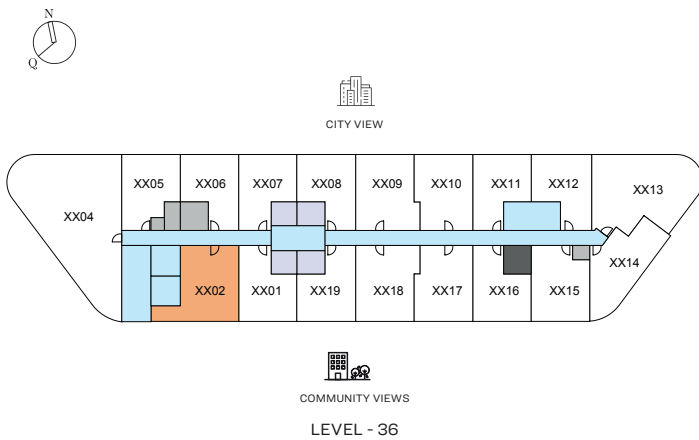 N
Q
CITY VIEW
XX05 XX06 XX07 XX08 XX09 XX10 XX11 XX12 XX13
XX04
XX14
XX02 XX01 XX19 XX18 XX17 XX16 XX15
COMMUNITY VIEWS
LEVEL - 36